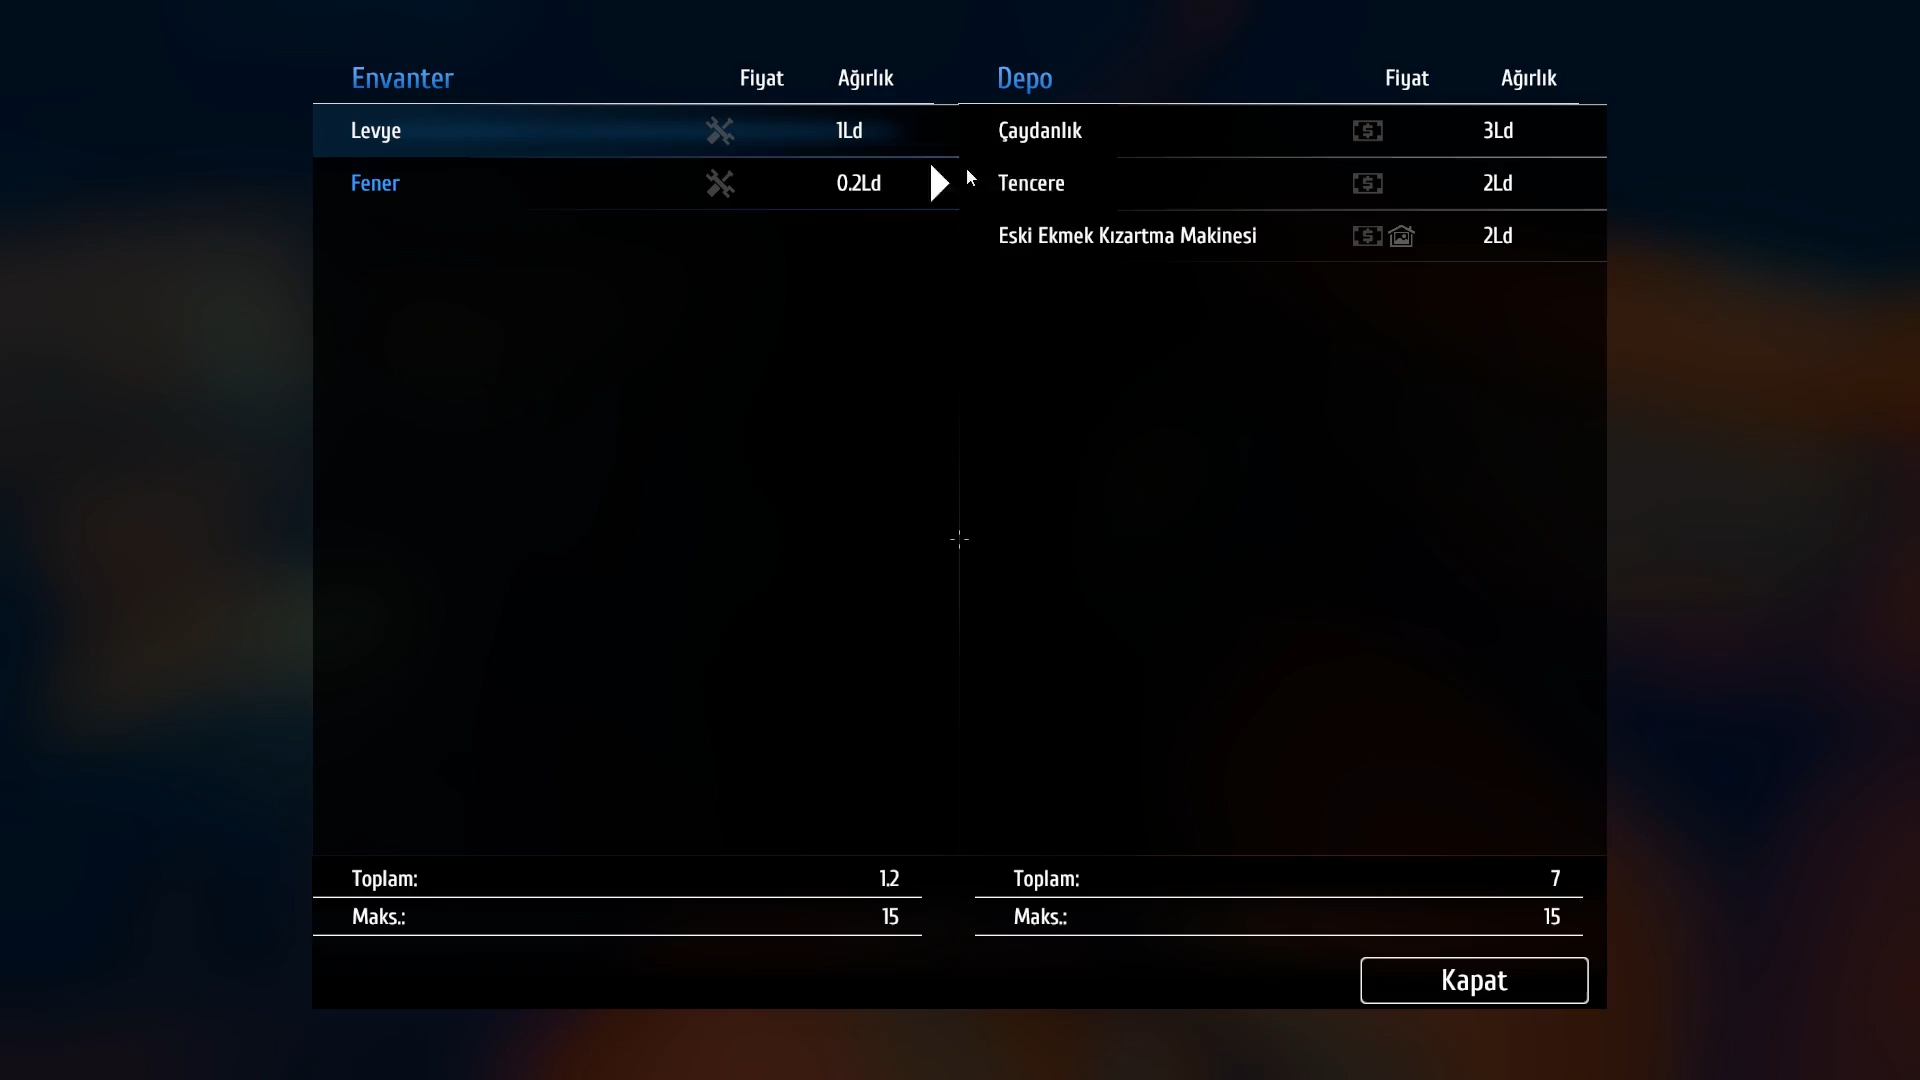 Envanter Fiyat Ağırlık
Levye 1Ld
Fener 0.2Ld
Toplam: 1.2
Maks.: 15
Depo Fiyat Ağırlık
Çaydanlık 3Ld
Tencere 2Ld
Eski Ekmek Kızartma Makinesi 2Ld
Toplam: 7
Maks.: 15
Kapat